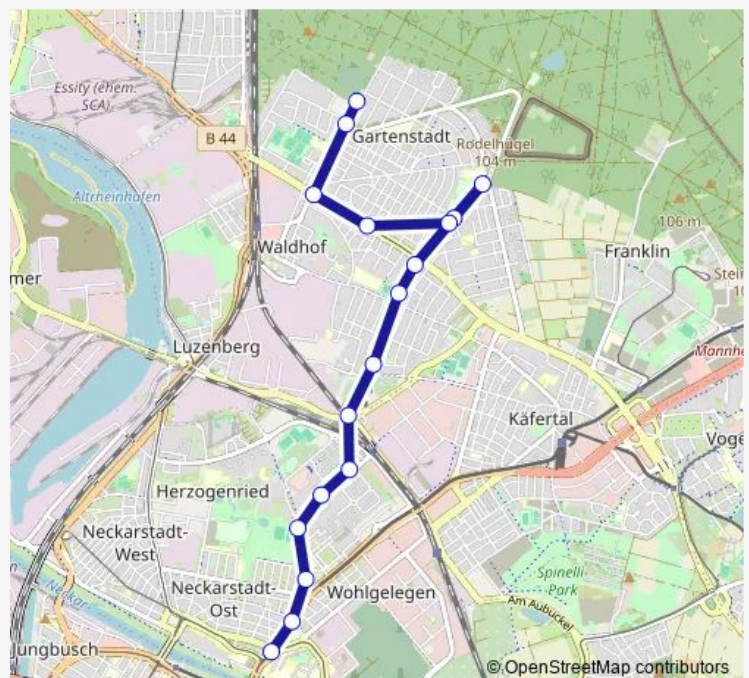 Essity (ehem.
SCA)
B 44
Gartenstadt
Rodelhügel
104 m
Altrheinhafen
106 m
Waldhof
Franklin
mer
Luzenberg
Käfertal
Herzogenried
Neckarstadt-
West
Neckarstadt-
Ost
Wohlgelegen
Spinelli
Park
Neckar
Am Aubuckel
Jungbusch
© OpenStreetMap contributors